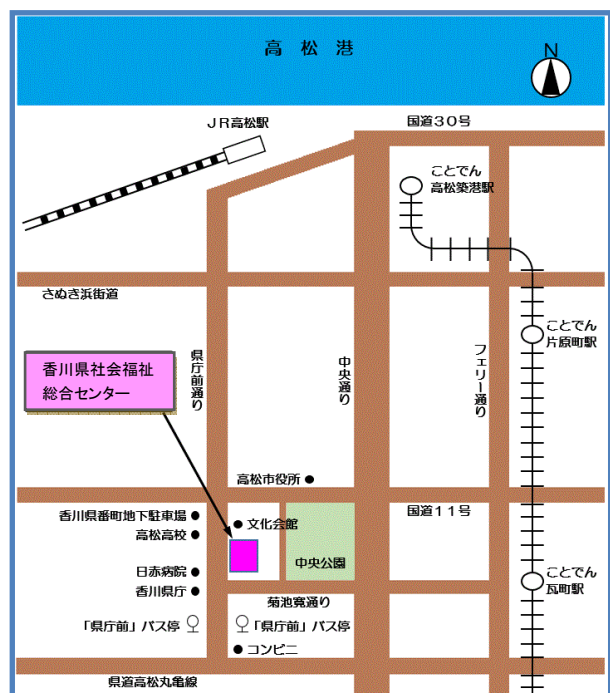 高松港
N
JR高松駅
国道30号
ことでん
高松築港駅
さぬき浜街道
ことでん
片原町駅
香川県社会福祉
総合センター
県庁前通り
中央通り
フェリー通り
高松市役所
香川県番町地下駐車場
文化会館
国道11号
高松高校
中央公園
日赤病院
香川県庁
ことでん
瓦町駅
菊池寛通り
「県庁前」バス停
「県庁前」バス停
コンビニ
県道高松丸亀線